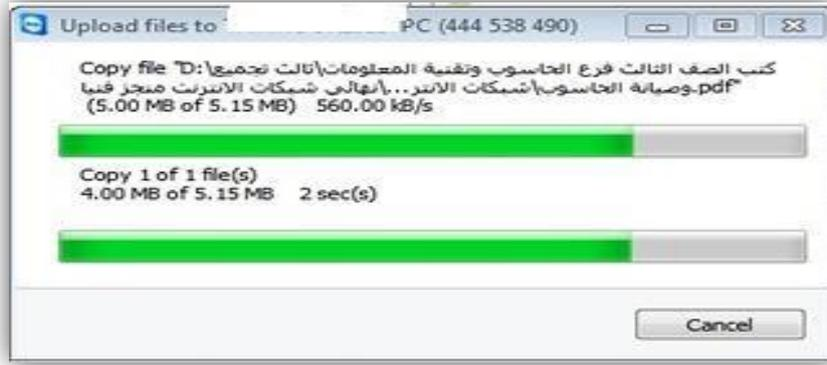 Upload files to PC (444 538 490)
Copy file "D:\كتب الصف الثالث فرع الحاسوب وتقنية المعلومات\ثالث تجميع
وصيانة الحاسوب\شبكات الانتر...\نهائي شبكات الانترنت منجز فنيا.pdf"
(5.00 MB of 5.15 MB) 560.00 kB/s
Copy 1 of 1 file(s)
4.00 MB of 5.15 MB 2 sec(s)
Cancel